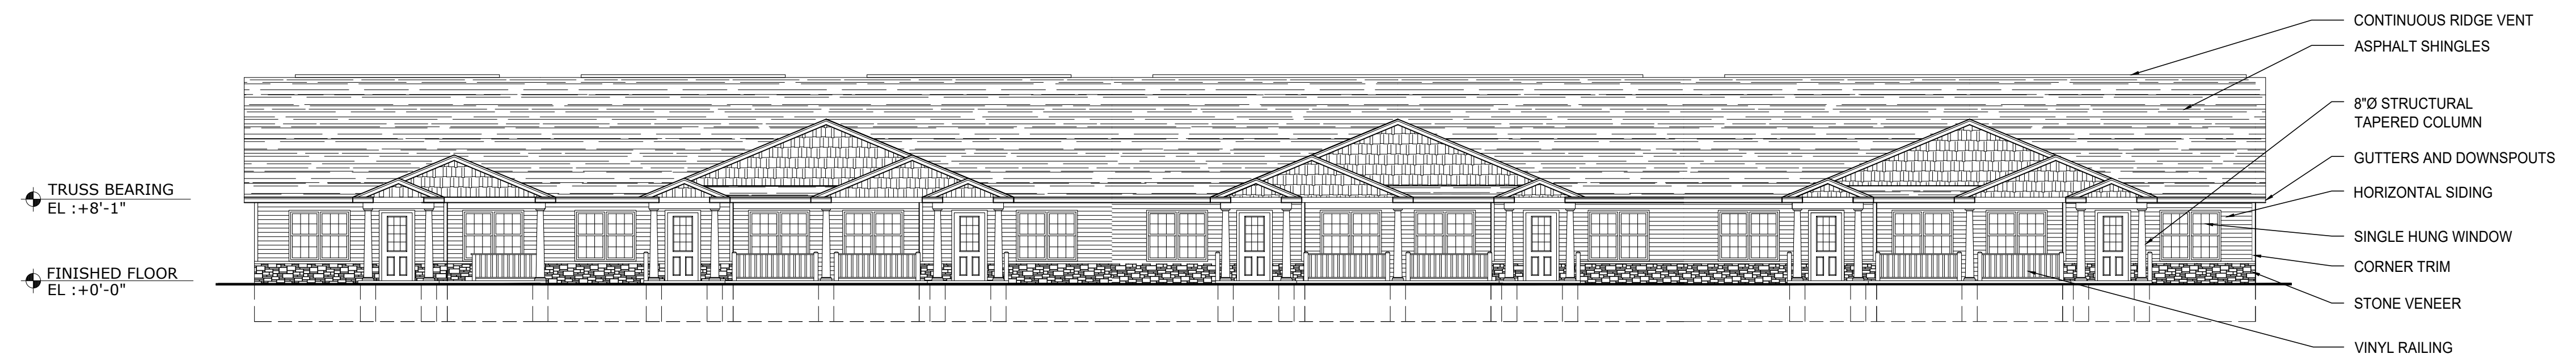 CONTINUOUS RIDGE VENT
ASPHALT SHINGLES
8"Ø STRUCTURAL
TAPERED COLUMN
GUTTERS AND DOWNSPOUTS
TRUSS BEARING
EL :+8'-1"
HORIZONTAL SIDING
SINGLE HUNG WINDOW
CORNER TRIM
FINISHED FLOOR
EL :+0'-0"
STONE VENEER
VINYL RAILING